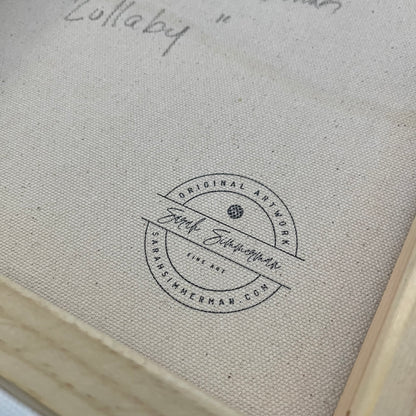 Lullaby"
ORIGINAL ARTWORK
Sarah Simmerman
FINE ART
SARAHSIMMERMAN.COM